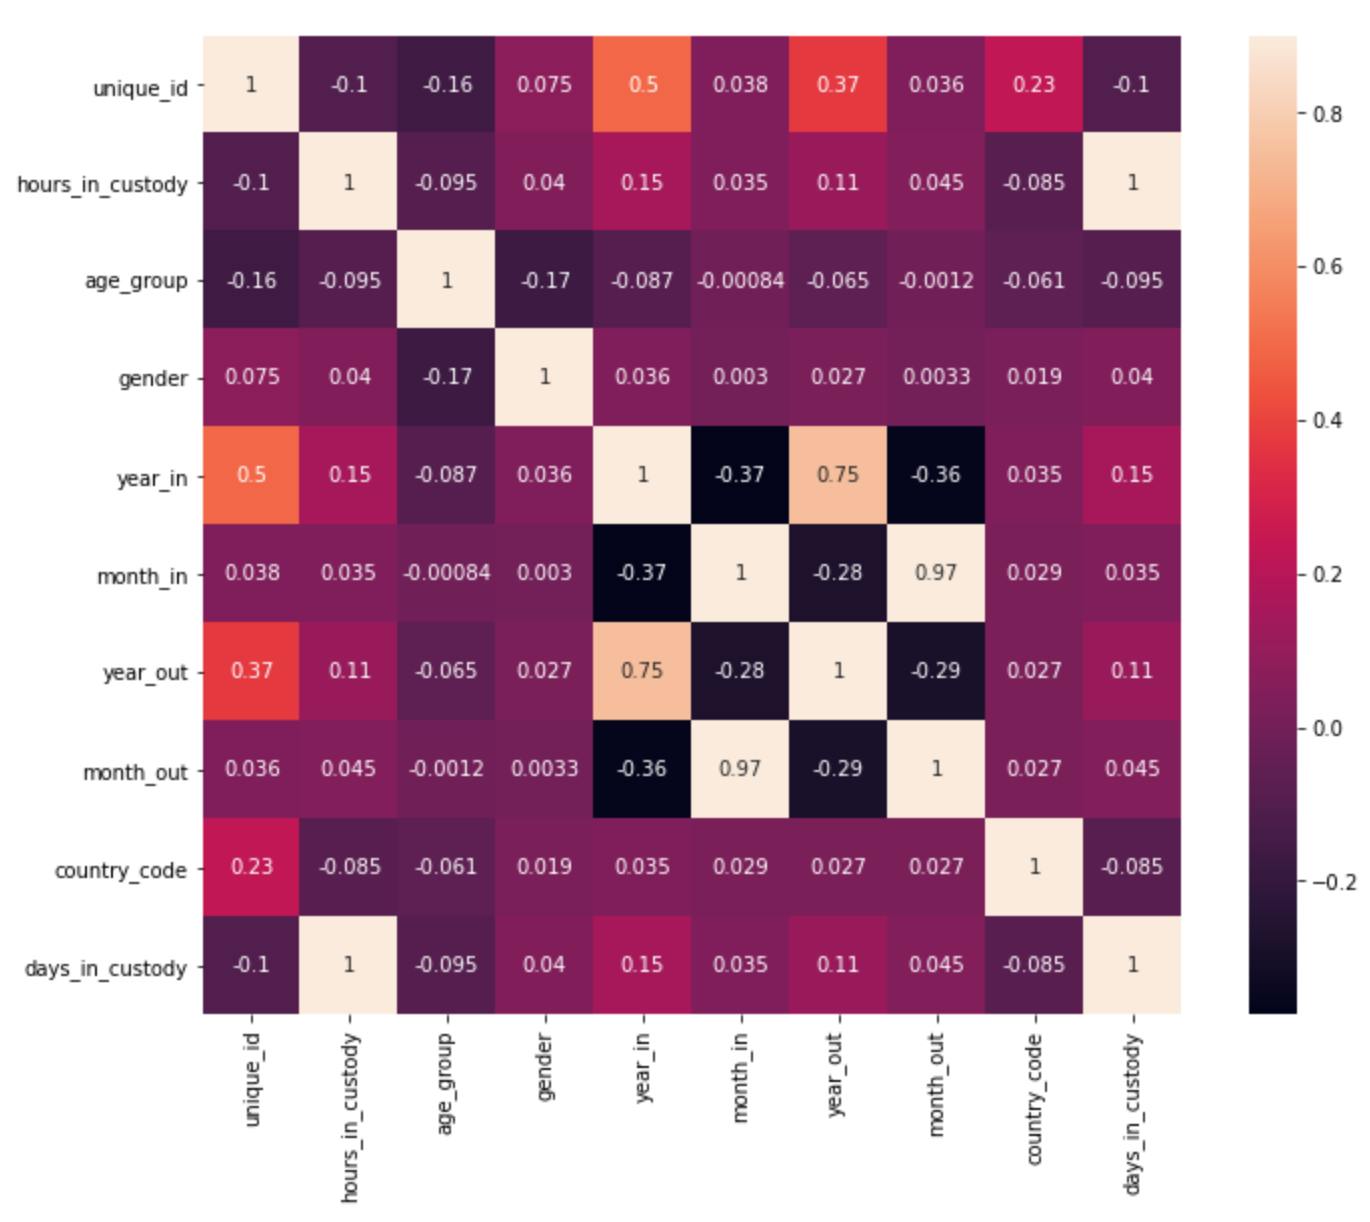 unique_id 1 -0.1 -0.16 0.075 0.5 0.038 0.37 0.036 0.23 -0.1
hours_in_custody -0.1 1 -0.095 0.04 0.15 0.035 0.11 0.045 -0.085 1
age_group -0.16 -0.095 1 -0.17 -0.087 -0.00084 -0.065 -0.0012 -0.061 -0.095
gender 0.075 0.04 -0.17 1 0.036 0.003 0.027 0.0033 0.019 0.04
year_in 0.5 0.15 -0.087 0.036 1 -0.37 0.75 -0.36 0.035 0.15
month_in 0.038 0.035 -0.00084 0.003 -0.37 1 -0.28 0.97 0.029 0.035
year_out 0.37 0.11 -0.065 0.027 0.75 -0.28 1 -0.29 0.027 0.11
month_out 0.036 0.045 -0.0012 0.0033 -0.36 0.97 -0.29 1 0.027 0.045
country_code 0.23 -0.085 -0.061 0.019 0.035 0.029 0.027 0.027 1 -0.085
days_in_custody -0.1 1 -0.095 0.04 0.15 0.035 0.11 0.045 -0.085 1
unique_id
hours_in_custody
age_group
gender
year_in
month_in
year_out
month_out
country_code
days_in_custody
0.8
0.6
0.4
0.2
0.0
−0.2